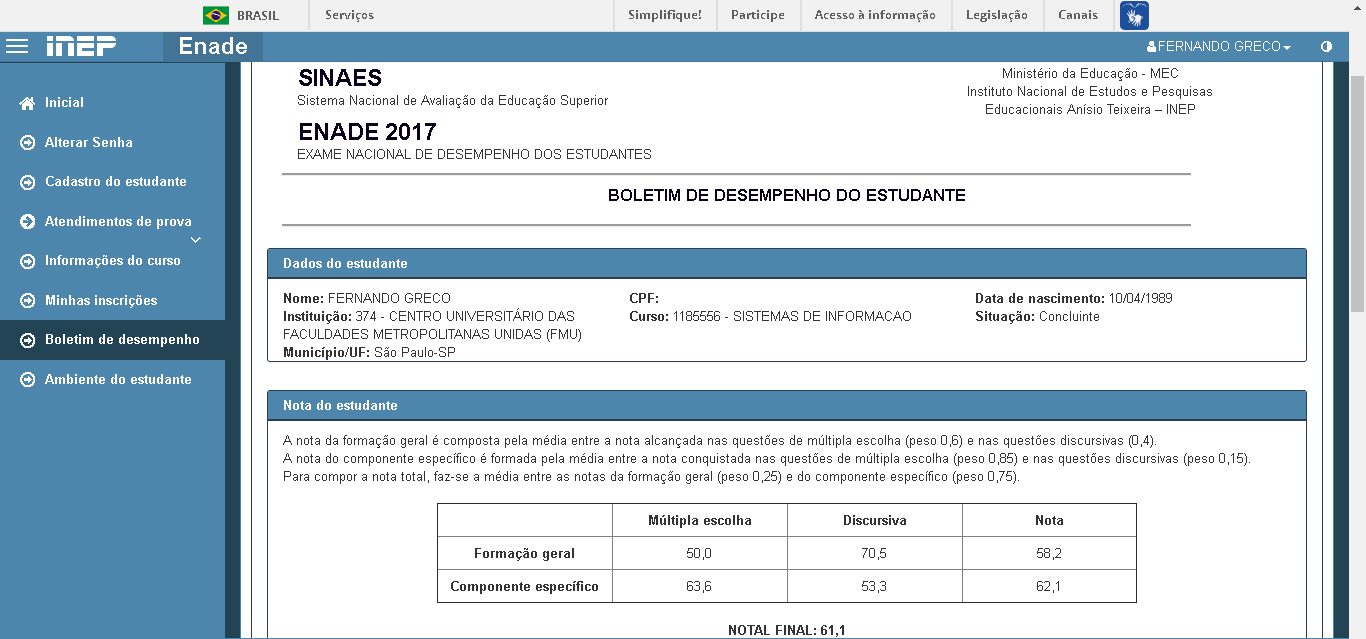 BRASIL Serviços Simplifique! Participe Acesso à informação Legislação Canais
inep Enade FERNANDO GRECO
Inicial
Alterar Senha
Cadastro do estudante
Atendimentos de prova
Informações do curso
Minhas inscrições
Boletim de desempenho
Ambiente do estudante
SINAES
Sistema Nacional de Avaliação da Educação Superior
ENADE 2017
EXAME NACIONAL DE DESEMPENHO DOS ESTUDANTES
Ministério da Educação - MEC
Instituto Nacional de Estudos e Pesquisas
Educacionais Anísio Teixeira – INEP
BOLETIM DE DESEMPENHO DO ESTUDANTE
Dados do estudante
Nome: FERNANDO GRECO
Instituição: 374 - CENTRO UNIVERSITÁRIO DAS
FACULDADES METROPOLITANAS UNIDAS (FMU)
Município/UF: São Paulo-SP
CPF:
Curso: 1185556 - SISTEMAS DE INFORMACAO
Data de nascimento: 10/04/1989
Situação: Concluinte
Nota do estudante
A nota da formação geral é composta pela média entre a nota alcançada nas questões de múltipla escolha (peso 0,6) e nas questões discursivas (0,4).
A nota do componente específico é formada pela média entre a nota conquistada nas questões de múltipla escolha (peso 0,85) e nas questões discursivas (peso 0,15).
Para compor a nota total, faz-se a média entre as notas da formação geral (peso 0,25) e do componente específico (peso 0,75).
Múltipla escolha Discursiva Nota
Formação geral 50,0 70,5 58,2
Componente específico 63,6 53,3 62,1
NOTAL FINAL: 61,1